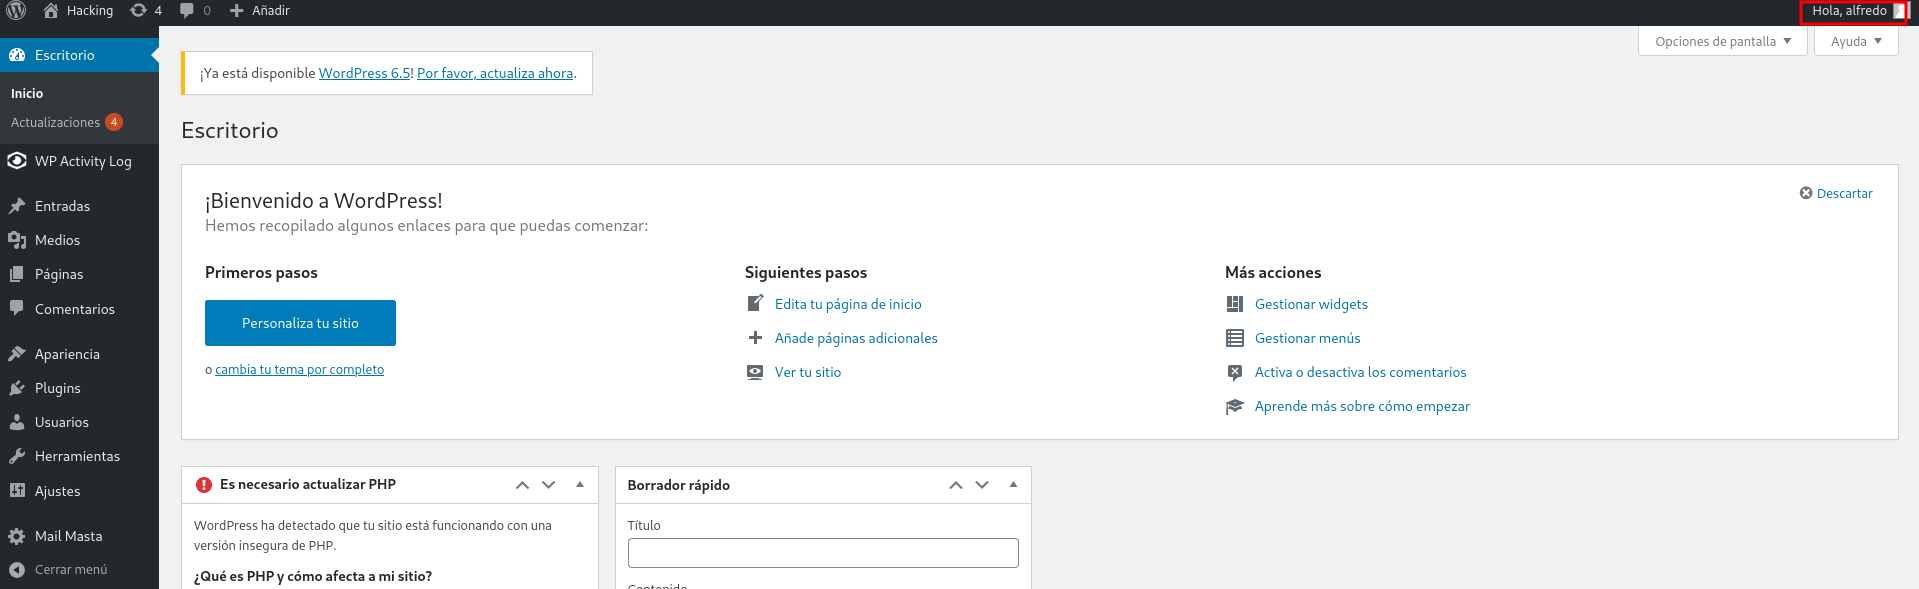 Hacking 4 0 Añadir Hola, alfredo
Opciones de pantalla Ayuda
Escritorio
Inicio
Actualizaciones 4
WP Activity Log
Entradas
Medios
Páginas
Comentarios
Apariencia
Plugins
Usuarios
Herramientas
Ajustes
Mail Masta
Cerrar menú
¡Ya está disponible WordPress 6.5! Por favor, actualiza ahora.
Escritorio
¡Bienvenido a WordPress!
Descartar
Hemos recopilado algunos enlaces para que puedas comenzar:
Primeros pasos
Personaliza tu sitio
o cambia tu tema por completo
Siguientes pasos
Edita tu página de inicio
Añade páginas adicionales
Ver tu sitio
Más acciones
Gestionar widgets
Gestionar menús
Activa o desactiva los comentarios
Aprende más sobre cómo empezar
Es necesario actualizar PHP
WordPress ha detectado que tu sitio está funcionando con una
versión insegura de PHP.
¿Qué es PHP y cómo afecta a mi sitio?
Borrador rápido
Título
Contenido